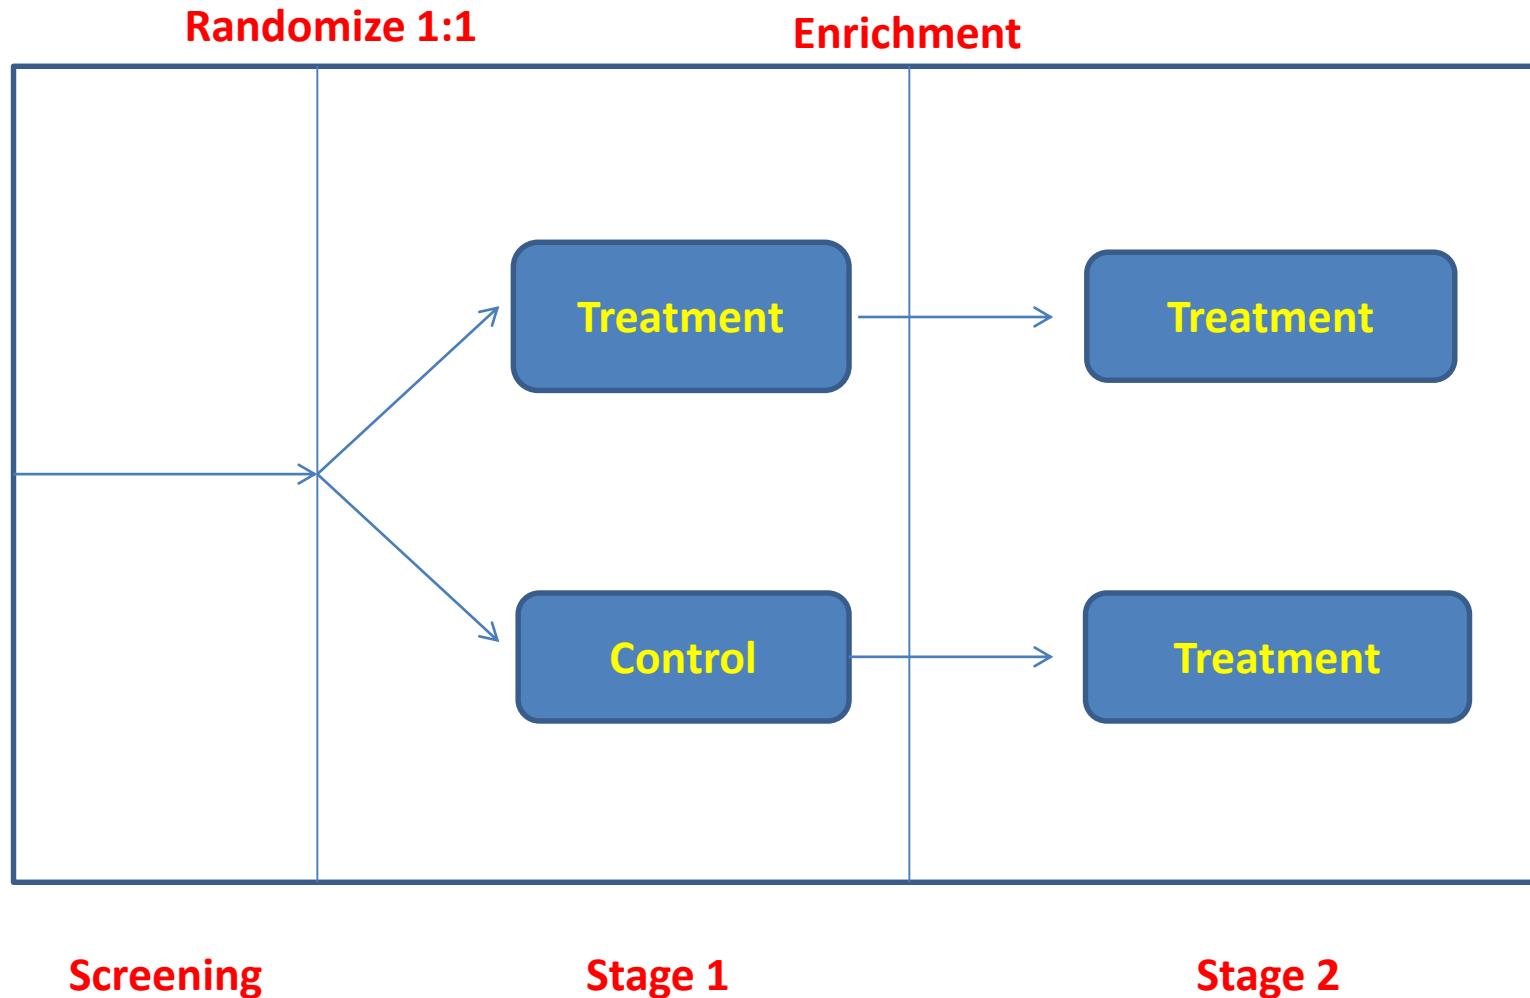 Randomize 1:1
Enrichment
Treatment
Treatment
Control
Treatment
Screening
Stage 1
Stage 2